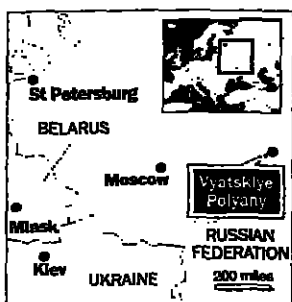 St Petersburg
BELARUS
Moscow
Vyatskiye
Polyany
Minsk
RUSSIAN
FEDERATION
Kiev
UKRAINE
200 miles